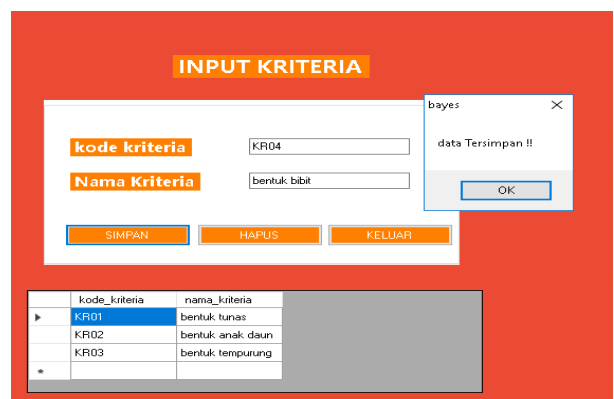 INPUT KRITERIA
bayes
data Tersimpan !!
OK
kode kriteria KR04
Nama Kriteria bentuk bibit
SIMPAN HAPUS KELUAR
kode_kriteria nama_kriteria
KR01 bentuk tunas
KR02 bentuk anak daun
KR03 bentuk tempurung